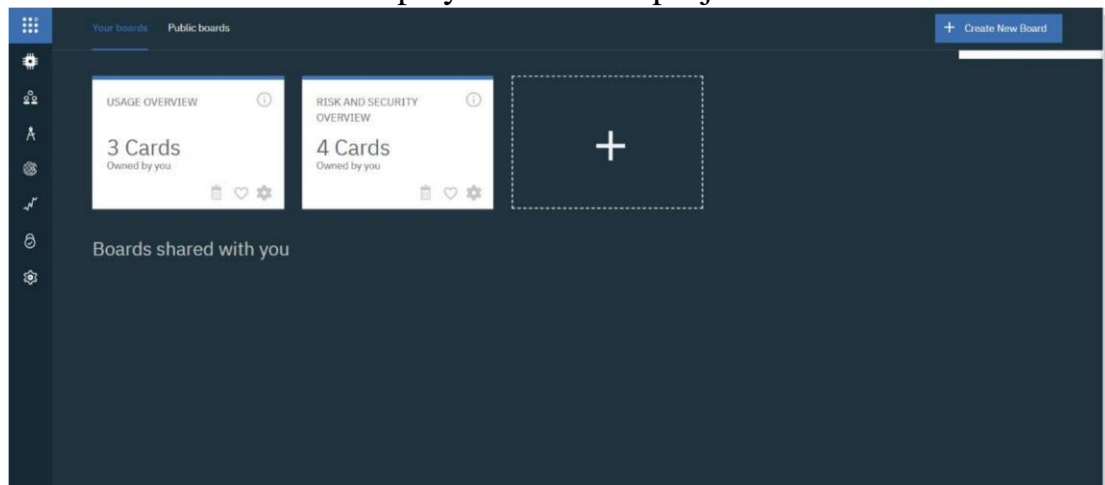 Your boards Public boards + Create New Board
USAGE OVERVIEW
3 Cards
Owned by you
RISK AND SECURITY
OVERVIEW
4 Cards
Owned by you
Boards shared with you